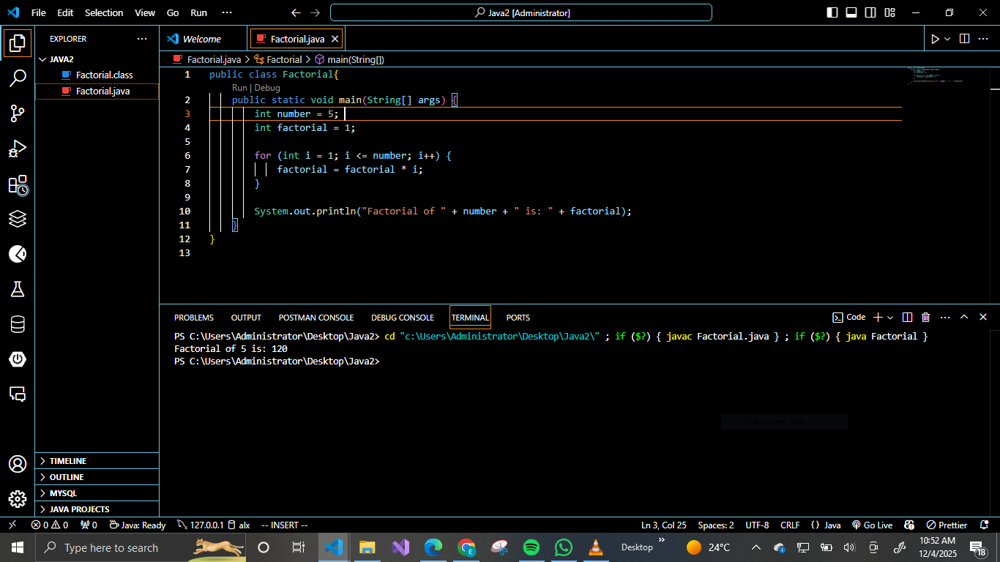 File Edit Selection View Go Run ··· Java2 [Administrator]
EXPLORER ···
JAVA2
Factorial.class
Factorial.java
TIMELINE
OUTLINE
MYSQL
JAVA PROJECTS
Welcome Factorial.java
Factorial.java > Factorial > main(String[])
1 public class Factorial{
Run | Debug
2 public static void main(String[] args) {
3 int number = 5;
4 int factorial = 1;
5
6 for (int i = 1; i <= number; i++) {
7 factorial = factorial * i;
8 }
9
10 System.out.println("Factorial of " + number + " is: " + factorial);
11 }
12 }
13
PROBLEMS OUTPUT POSTMAN CONSOLE DEBUG CONSOLE TERMINAL PORTS Code
PS C:\Users\Administrator\Desktop\Java2> cd "c:\Users\Administrator\Desktop\Java2\" ; if ($?) { javac Factorial.java } ; if ($?) { java Factorial }
Factorial of 5 is: 120
PS C:\Users\Administrator\Desktop\Java2>
Full-screen Snip
0 0 0 Java: Ready 127.0.0.1 alx -- INSERT -- Ln 3, Col 25 Spaces: 2 UTF-8 CRLF {} Java Go Live Prettier
Type here to search Desktop 24°C 10:52 AM
12/4/2025
18